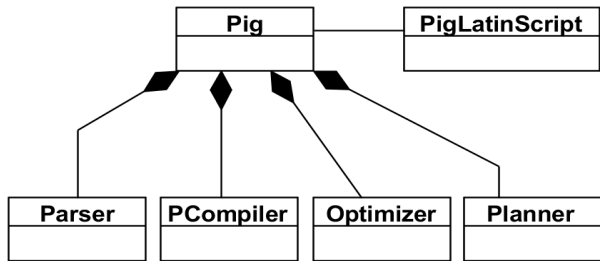 Pig
PigLatinScript
Parser
PCompiler
Optimizer
Planner